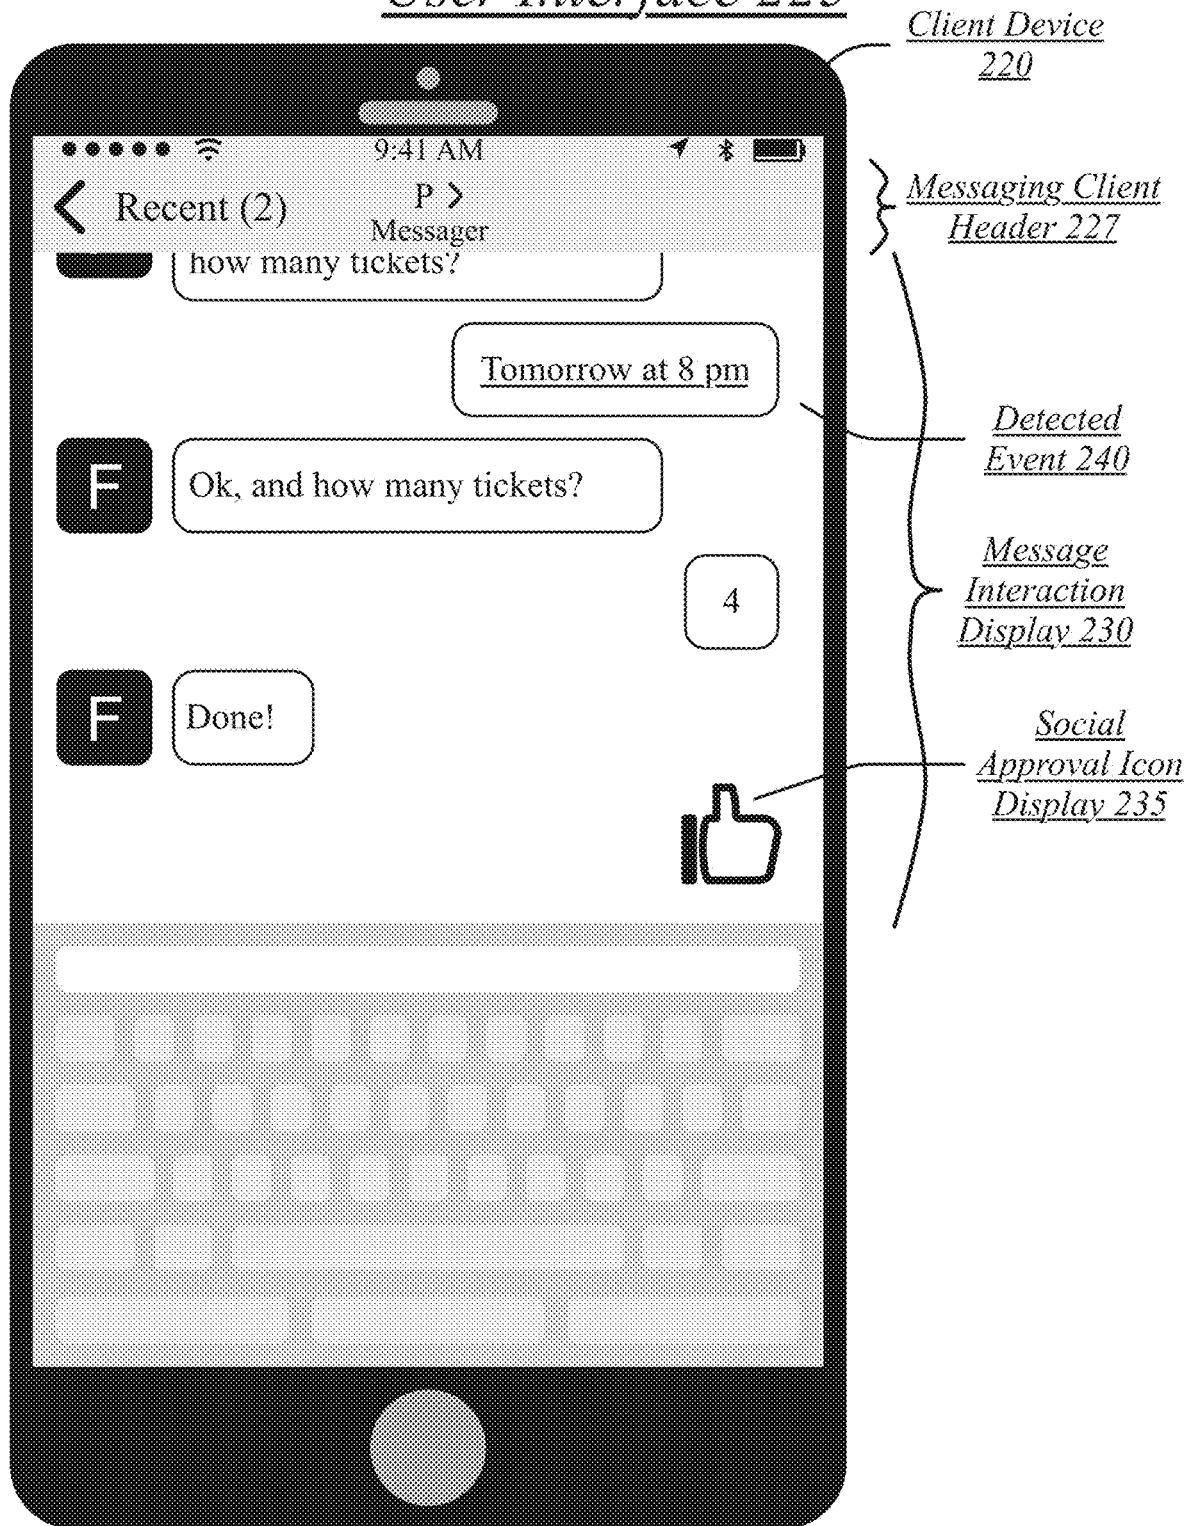 User Interface 225
Client Device
220
9:41 AM
Recent (2)
P >
Messager
Messaging Client
Header 227
how many tickets?
Tomorrow at 8 pm
Detected
Event 240
F
Ok, and how many tickets?
Message
Interaction
Display 230
4
F
Done!
Social
Approval Icon
Display 235